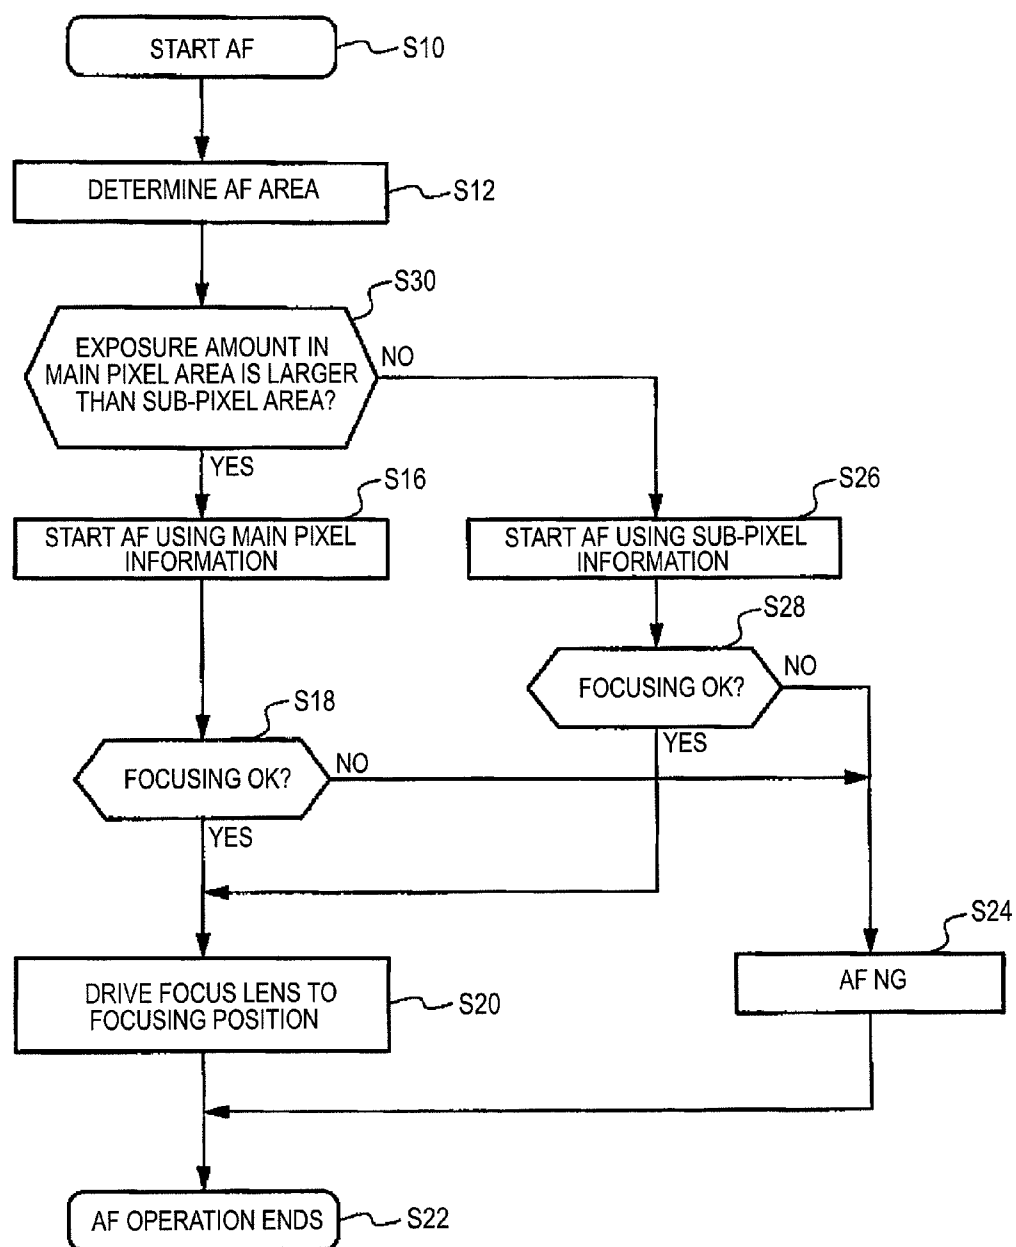 START AF
S10
DETERMINE AF AREA
S12
S30
EXPOSURE AMOUNT IN
MAIN PIXEL AREA IS LARGER
THAN SUB-PIXEL AREA?
NO
YES
S16
START AF USING MAIN PIXEL
INFORMATION
S26
START AF USING SUB-PIXEL
INFORMATION
S28
FOCUSING OK?
NO
YES
S18
FOCUSING OK?
NO
YES
S24
AF NG
DRIVE FOCUS LENS TO
FOCUSING POSITION
S20
AF OPERATION ENDS
S22